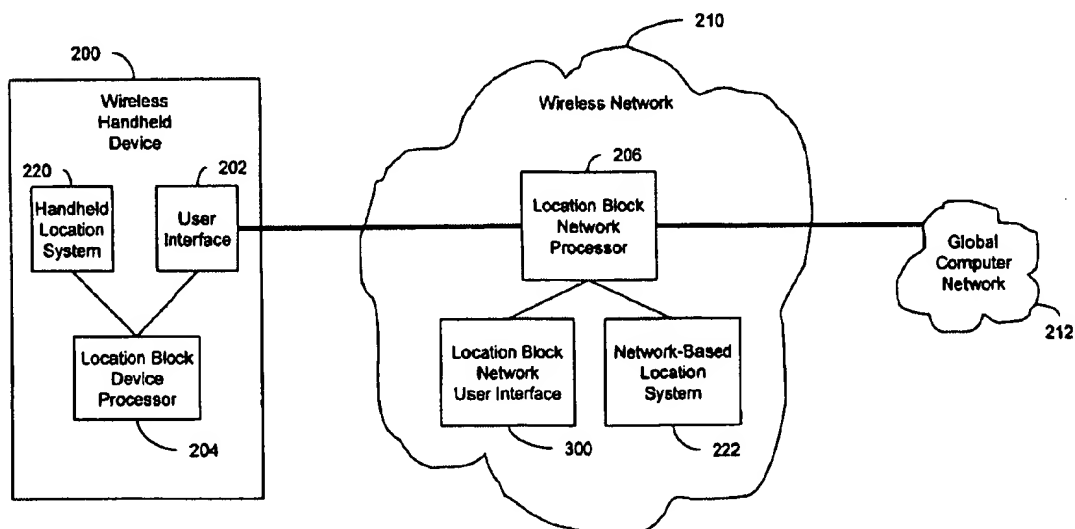 210
200
Wireless
Handheld
Device
Wireless Network
220
202
206
Handheld
Location
System
User
Interface
Location Block
Network
Processor
Global
Computer
Network
212
Location Block
Device
Processor
Location Block
Network
User Interface
Network-Based
Location
System
204
300
222